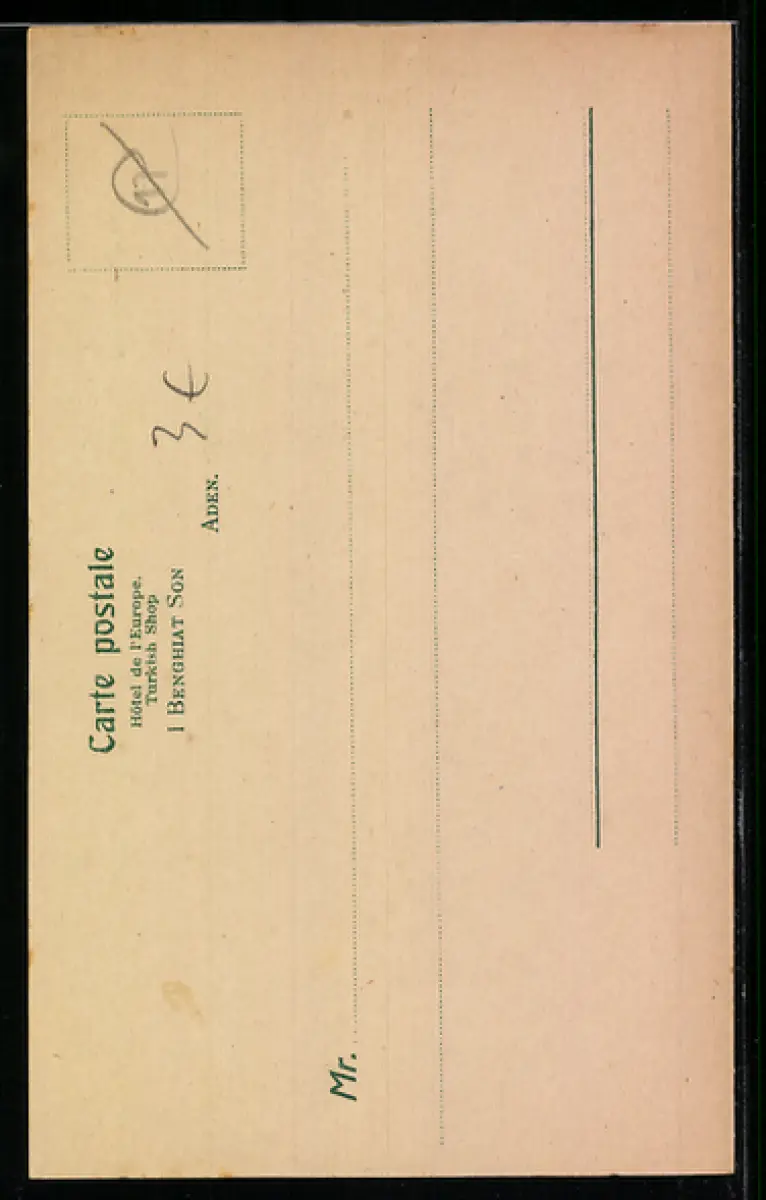 Carte postale
Hôtel de l'Europe.
Turkish Shop
I BENGHIAT SON
ADEN.
3 €
Mr.